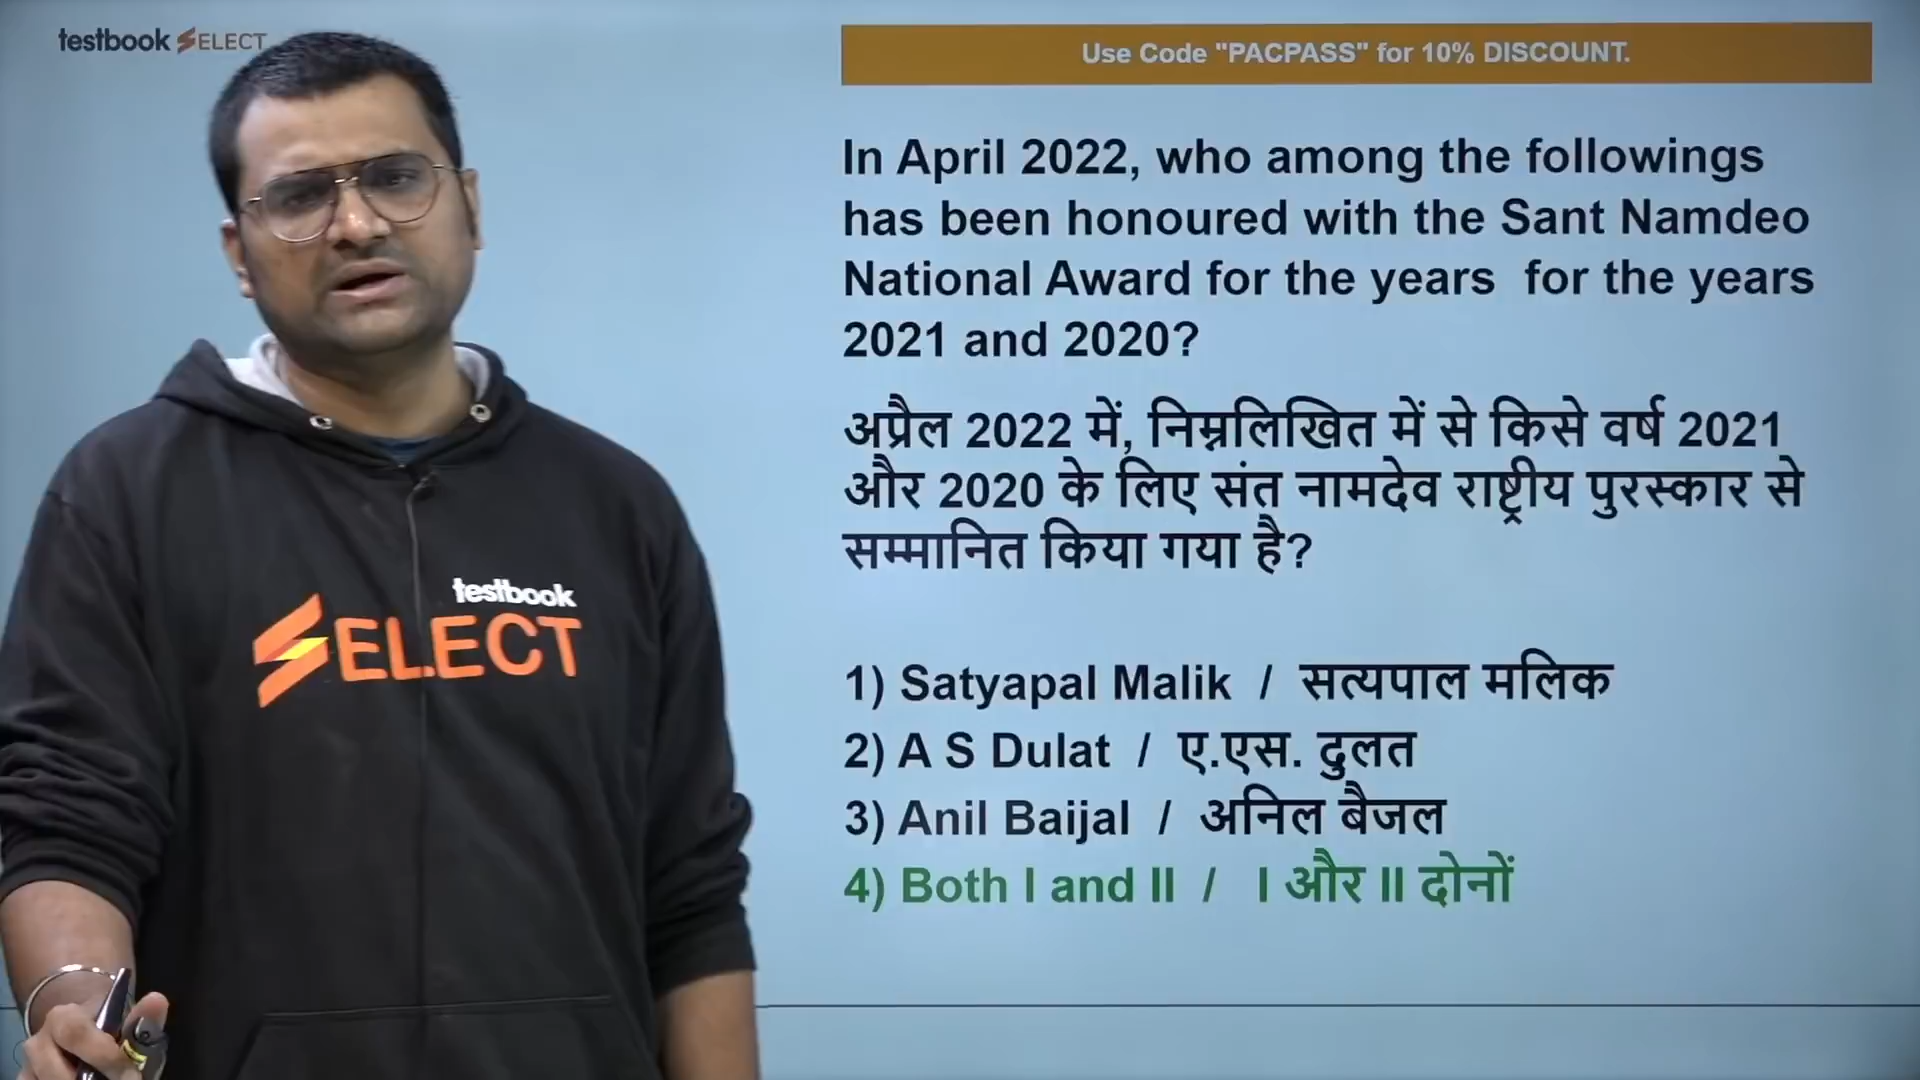 testbook SELECT
Use Code "PACPASS" for 10% DISCOUNT.
In April 2022, who among the followings
has been honoured with the Sant Namdeo
National Award for the years for the years
2021 and 2020?
अप्रैल 2022 में, निम्नलिखित में से किसे वर्ष 2021
और 2020 के लिए संत नामदेव राष्ट्रीय पुरस्कार से
सम्मानित किया गया है?
1) Satyapal Malik / सत्यपाल मलिक
2) A S Dulat / ए.एस. दुलत
3) Anil Baijal / अनिल बैजल
4) Both I and II / I और II दोनों
testbook
SELECT